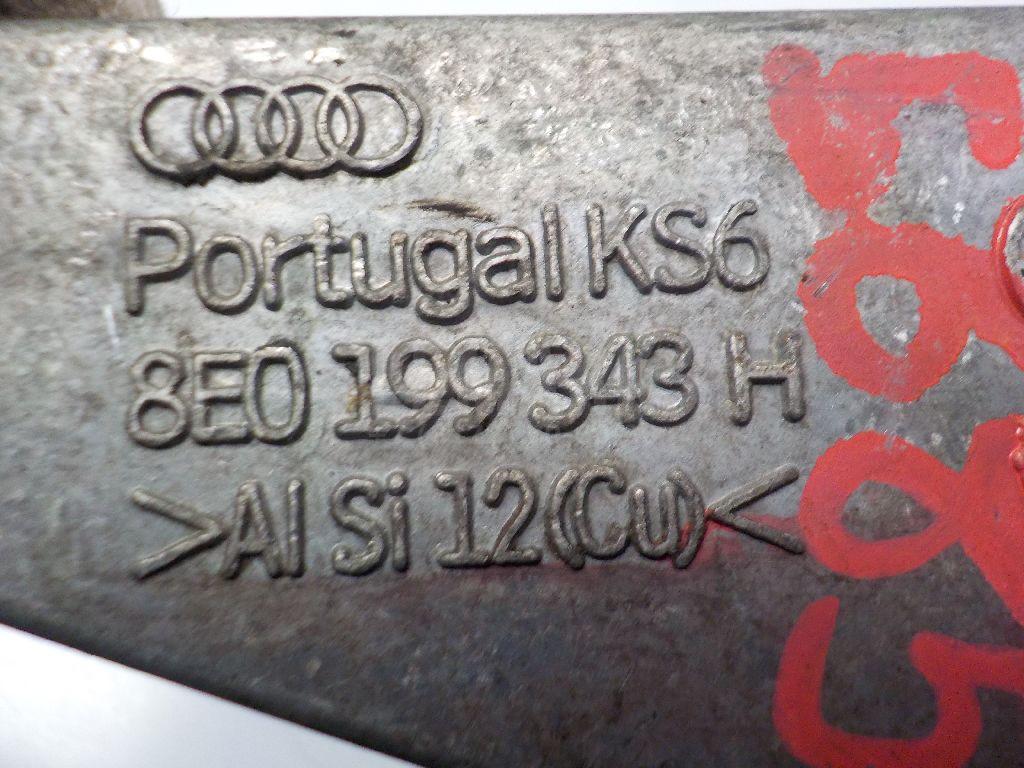 Portugal KS6
8E0 199 343 H
>Al Si 12(Cu)<